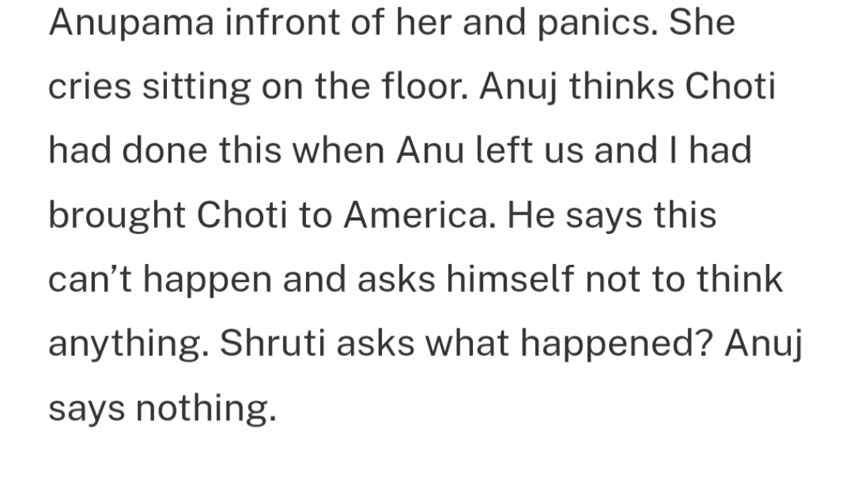 Anupama infront of her and panics. She
cries sitting on the floor. Anuj thinks Choti
had done this when Anu left us and I had
brought Choti to America. He says this
can’t happen and asks himself not to think
anything. Shruti asks what happened? Anuj
says nothing.